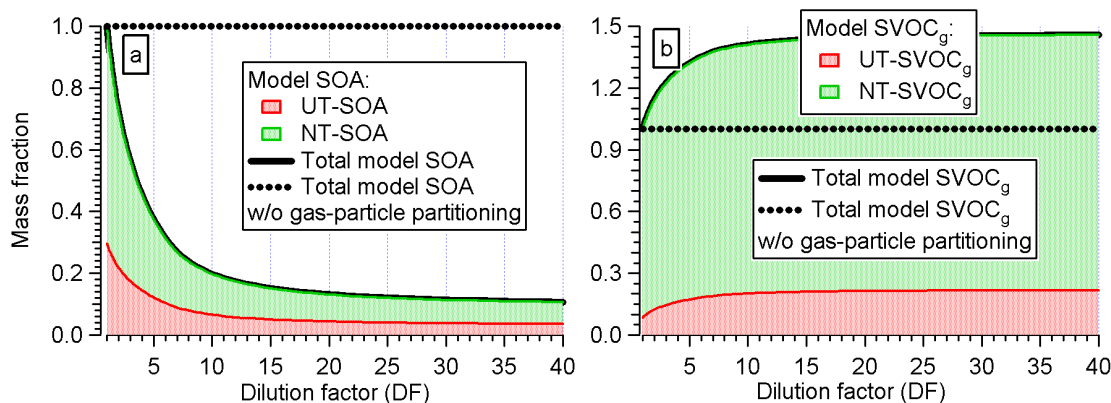 1.0
0.8
0.6
0.4
0.2
0.0
Mass fraction
a
Model SOA:
UT-SOA
NT-SOA
Total model SOA
Total model SOA
w/o gas-particle partitioning
5
10
15
20
25
30
35
40
Dilution factor (DF)
1.5
1.2
0.9
0.6
0.3
0.0
b
Model SVOCg:
UT-SVOCg
NT-SVOCg
Total model SVOCg
Total model SVOCg
w/o gas-particle partitioning
5
10
15
20
25
30
35
40
Dilution factor (DF)